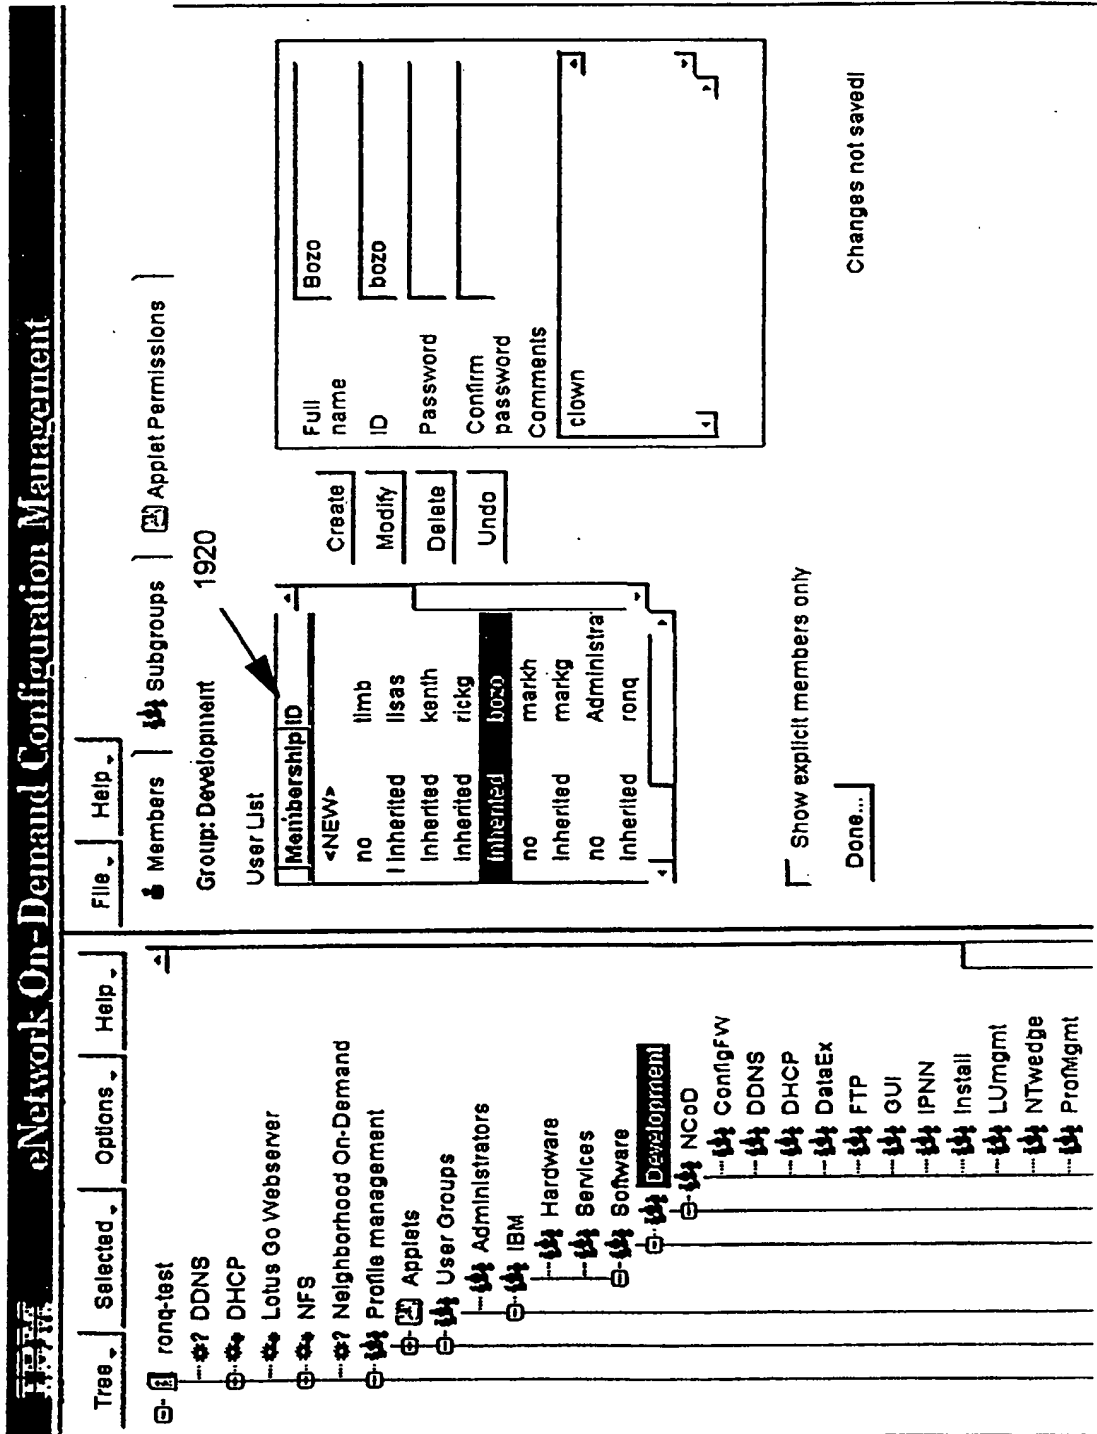 IBM eNetwork On-Demand Configuration Management
Tree Selected Options Help
ronq-test
? DDNS
DHCP
Lotus Go Webserver
NFS
? Neighborhood On-Demand
Profile management
Applets
User Groups
Administrators
IBM
Hardware
Services
Software
Development
NCoD
ConfigFW
DDNS
DHCP
DataEx
FTP
GUI
IPNN
Install
LUmgmt
NTwedge
ProfMgmt
File Help
Members Subgroups Applet Permissions
Group: Development
1920
User List
Membership ID
<NEW>
no timb
Inherited lisas
Inherited kenth
Inherited rickg
Inherited bozo
no markh
Inherited markg
no Administra
Inherited ronq
Create
Modify
Delete
Undo
Full name Bozo
ID bozo
Password
Confirm password
Comments
clown
Show explicit members only
Done...
Changes not saved!